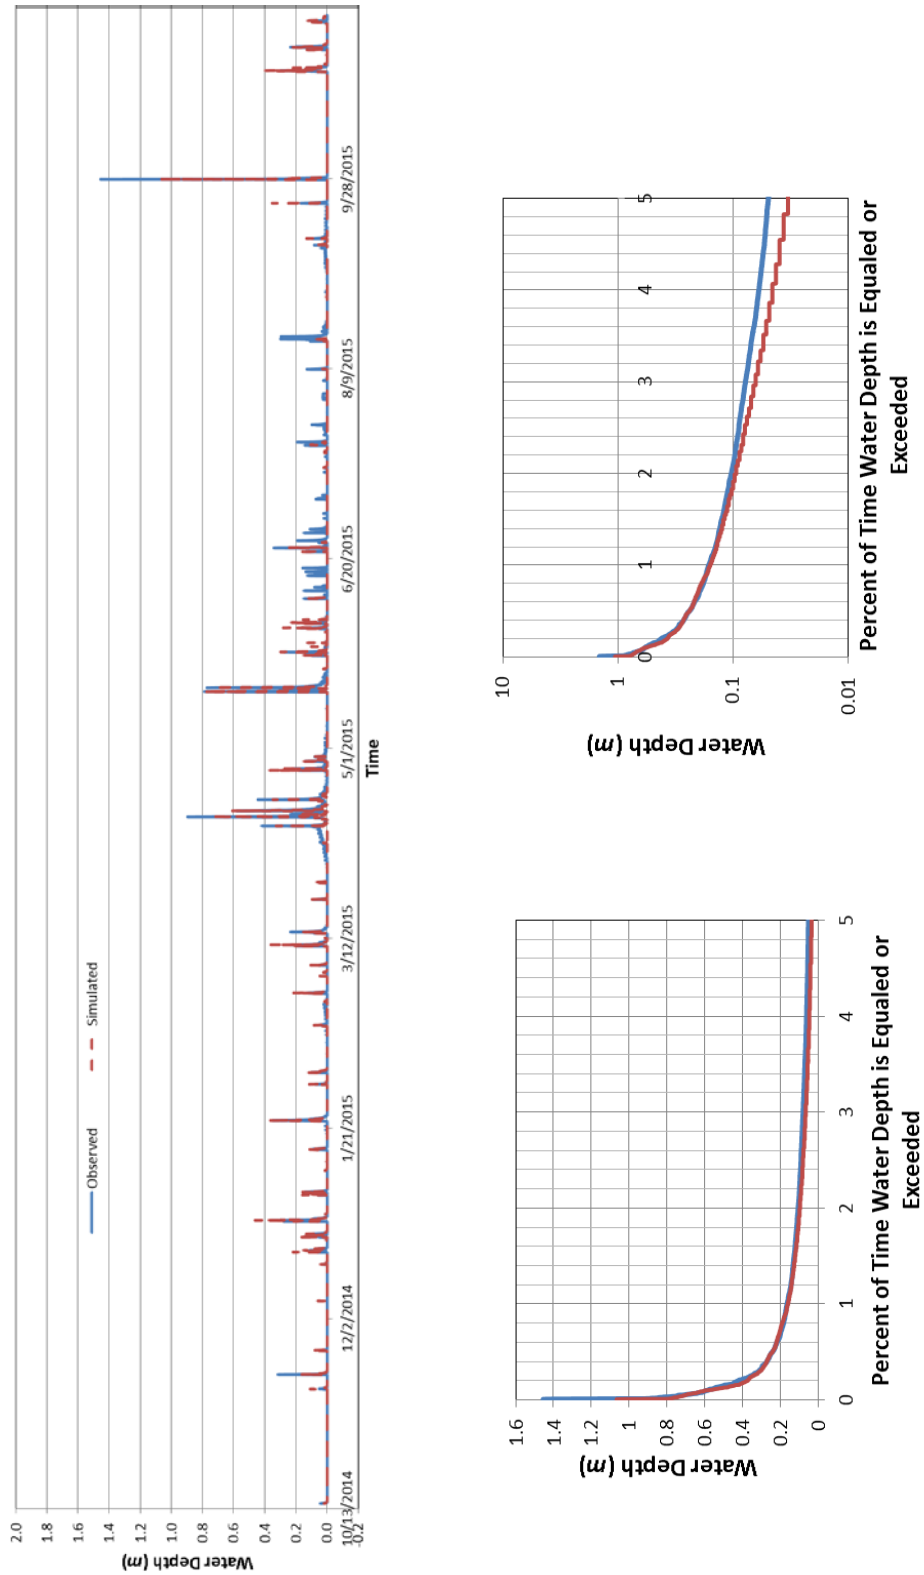 2.0
1.8
1.6
1.4
1.2
1.0
0.8
0.6
0.4
0.2
0.0
-0.2
Water Depth (m)
Observed Simulated
10/13/2014 12/2/2014 1/21/2015 3/12/2015 5/1/2015 6/20/2015 8/9/2015 9/28/2015
Time
1.6
1.4
1.2
1
0.8
0.6
0.4
0.2
0
Water Depth (m)
0 1 2 3 4 5
Percent of Time Water Depth is Equaled or
Exceeded
10
1
0.1
0.01
Water Depth (m)
0 1 2 3 4 5
Percent of Time Water Depth is Equaled or
Exceeded